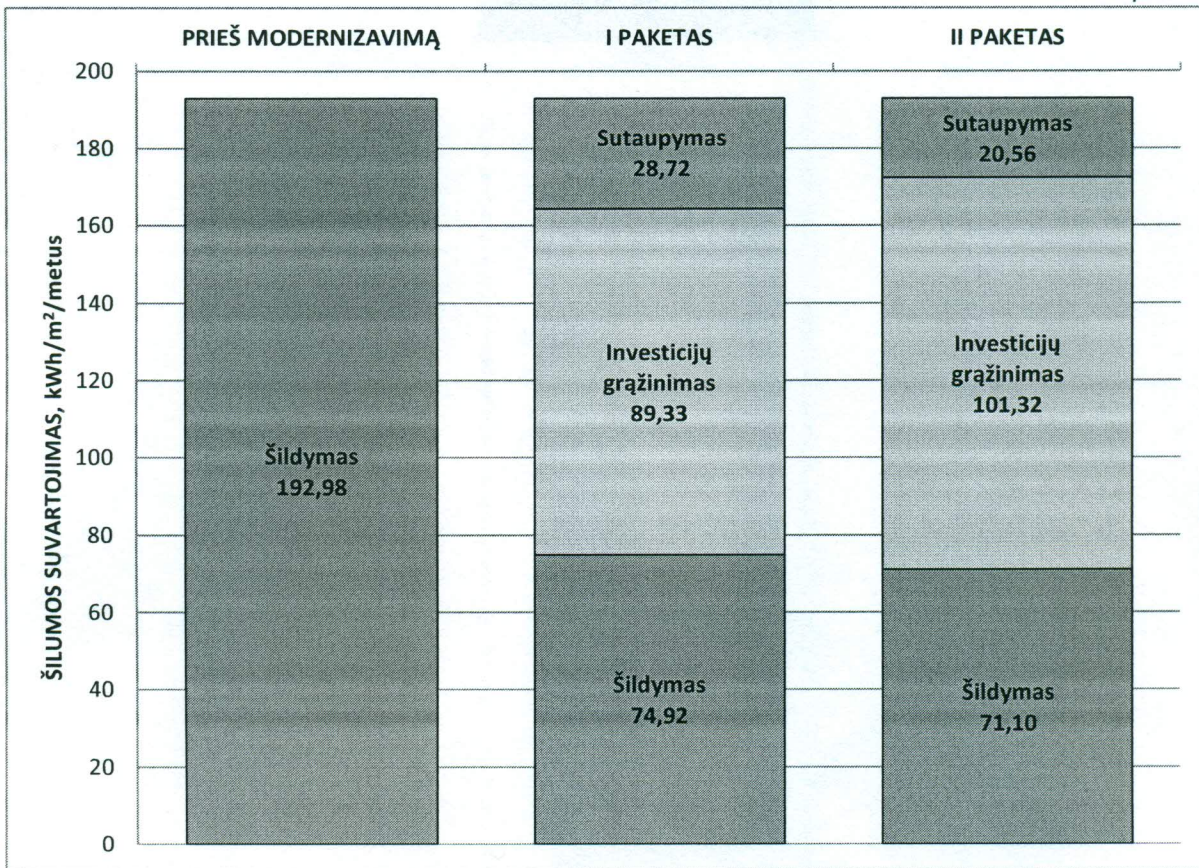 PRIEŠ MODERNIZAVIMĄ
I PAKETAS
II PAKETAS
ŠILUMOS SUVARTOJIMAS, kWh/m²/metus
200
180
160
140
120
100
80
60
40
20
0
Šildymas
192,98
Sutaupymas
28,72
Investicijų
grąžinimas
89,33
Šildymas
74,92
Sutaupymas
20,56
Investicijų
grąžinimas
101,32
Šildymas
71,10